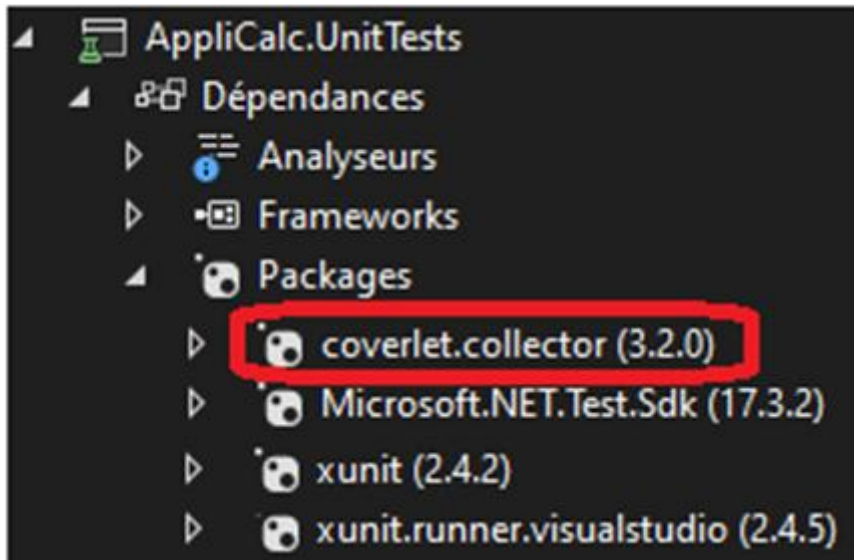 AppliCalc.UnitTests
Dépendances
Analyseurs
Frameworks
Packages
coverlet.collector (3.2.0)
Microsoft.NET.Test.Sdk (17.3.2)
xunit (2.4.2)
xunit.runner.visualstudio (2.4.5)